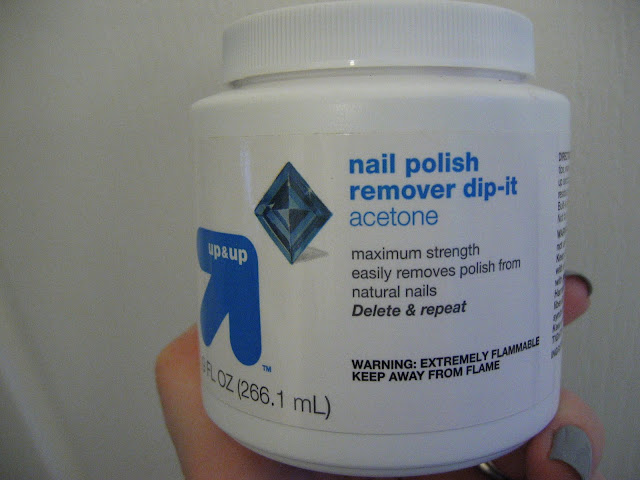 nail polish
remover dip-it
acetone
maximum strength
easily removes polish from
natural nails
Delete & repeat
WARNING: EXTREMELY FLAMMABLE
KEEP AWAY FROM FLAME
up&up
TM
FL OZ (266.1 mL)